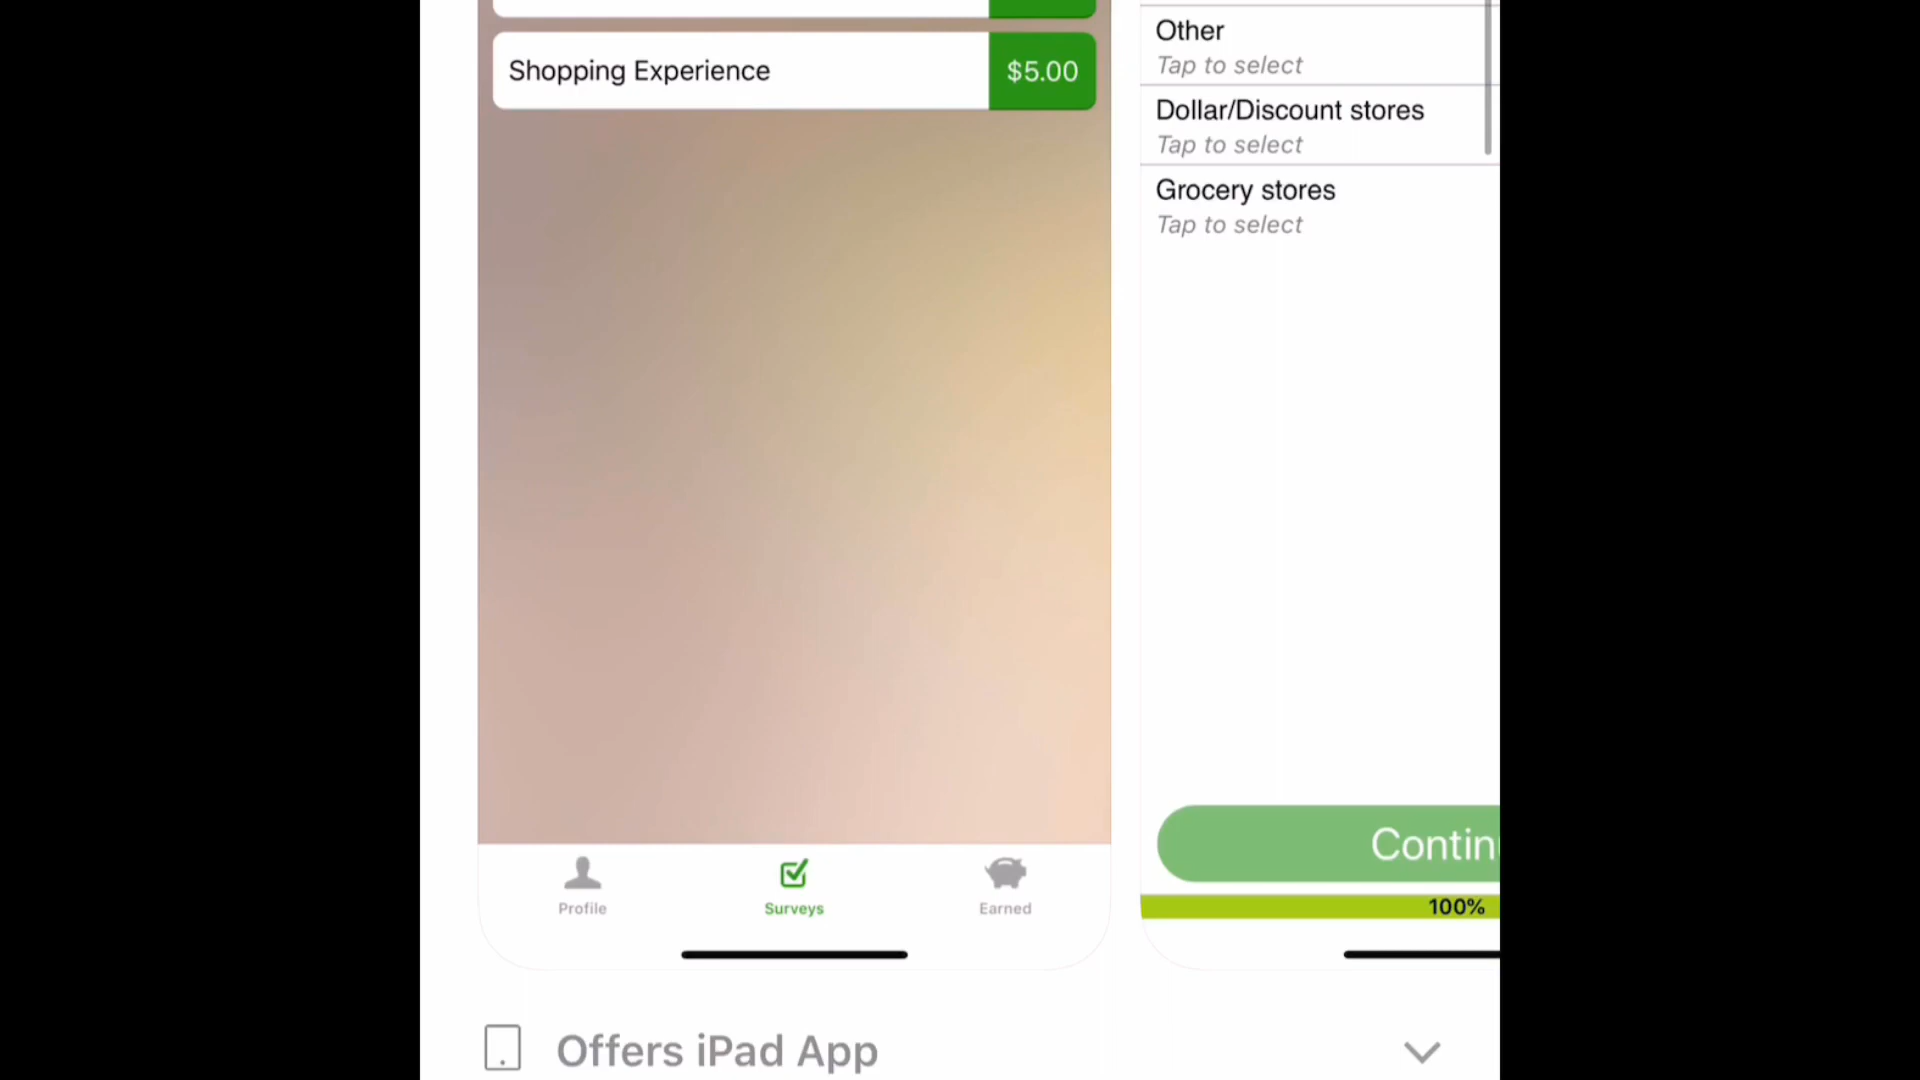 Shopping Experience
$5.00
Profile
Surveys
Earned
Other
Tap to select
Dollar/Discount stores
Tap to select
Grocery stores
Tap to select
Contin
100%
Offers iPad App